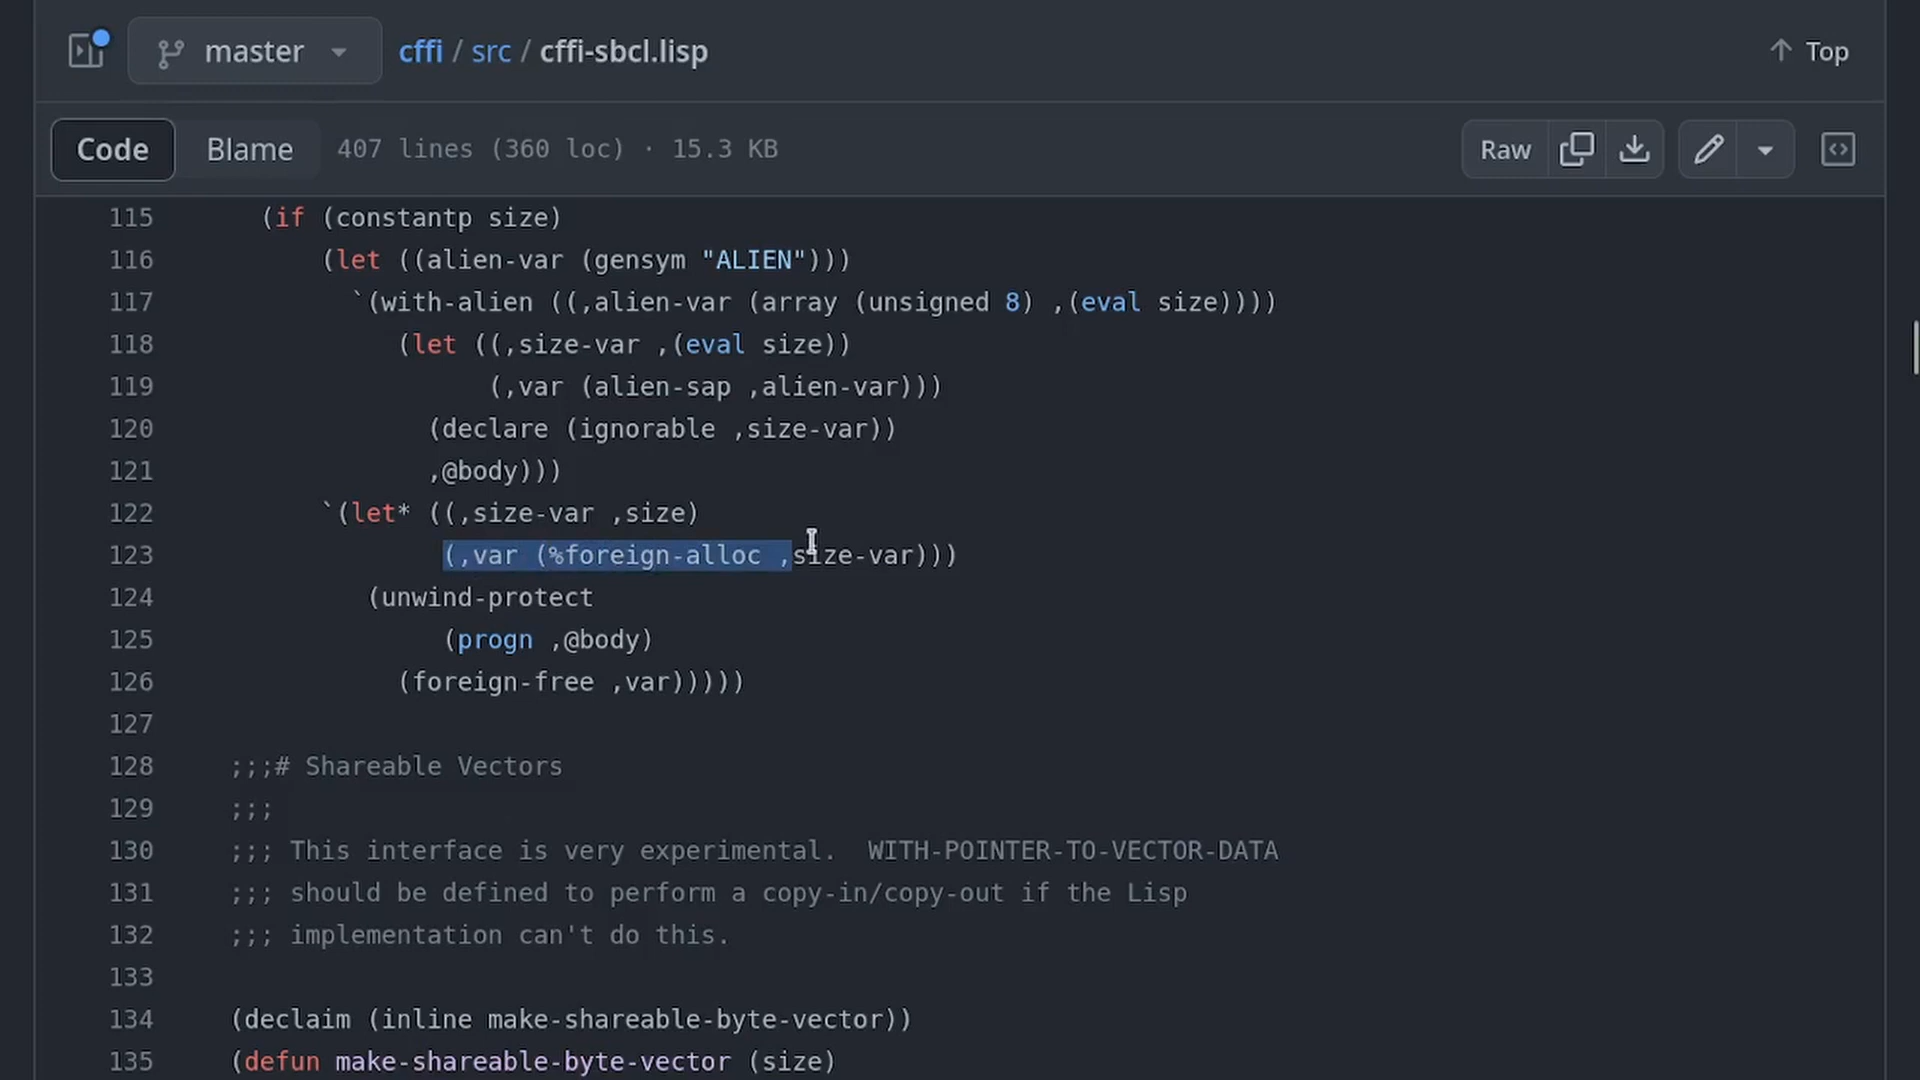 master cffi / src / cffi-sbcl.lisp Top
Code Blame 407 lines (360 loc) · 15.3 KB Raw
115 (if (constantp size)
116 (let ((alien-var (gensym "ALIEN")))
117 `(with-alien ((,alien-var (array (unsigned 8) ,(eval size))))
118 (let ((,size-var ,(eval size))
119 (,var (alien-sap ,alien-var)))
120 (declare (ignorable ,size-var))
121 ,@body)))
122 `(let* ((,size-var ,size)
123 (,var (%foreign-alloc ,size-var)))
124 (unwind-protect
125 (progn ,@body)
126 (foreign-free ,var)))))
127
128 ;;;# Shareable Vectors
129 ;;;
130 ;;; This interface is very experimental.  WITH-POINTER-TO-VECTOR-DATA
131 ;;; should be defined to perform a copy-in/copy-out if the Lisp
132 ;;; implementation can't do this.
133
134 (declaim (inline make-shareable-byte-vector))
135 (defun make-shareable-byte-vector (size)